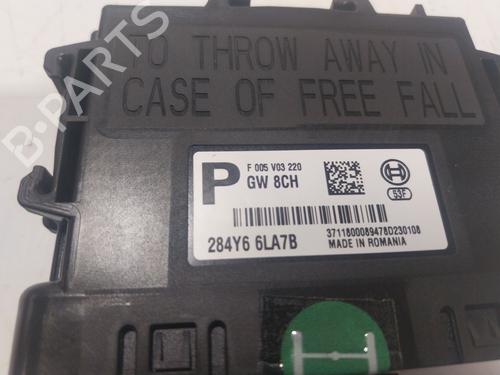 TO THROW AWAY IN
CASE OF FREE FALL
B-PARTS
P
F 005 V03 220
GW 8CH
55F
284Y6 6LA7B
3711800089478D230108
MADE IN ROMANIA